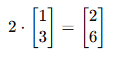 2 · [1 3] = [2 6]